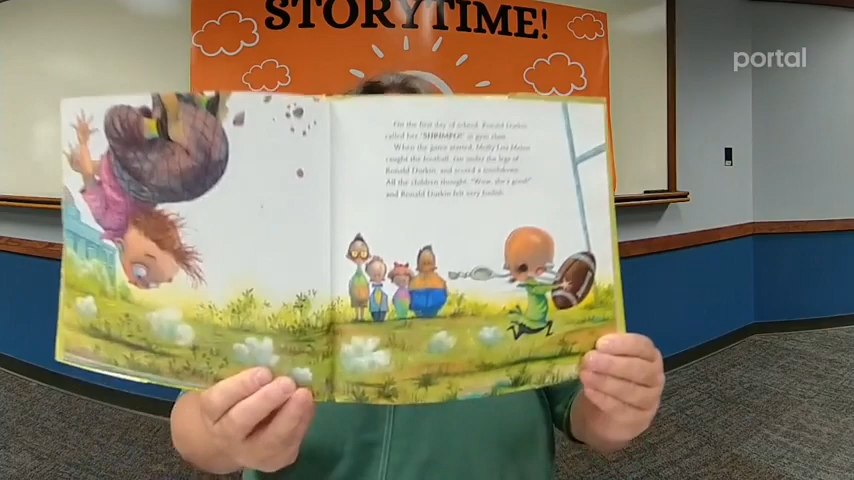 STORYTIME!
portal
On the first day of school, Ronald Durkin
called her "SHRIMPO!" in gym class.
When the game started, Molly Lou Melon
caught the football, ran under the legs of
Ronald Durkin, and scored a touchdown.
All the children thought, "Wow, she's good!"
and Ronald Durkin felt very foolish.